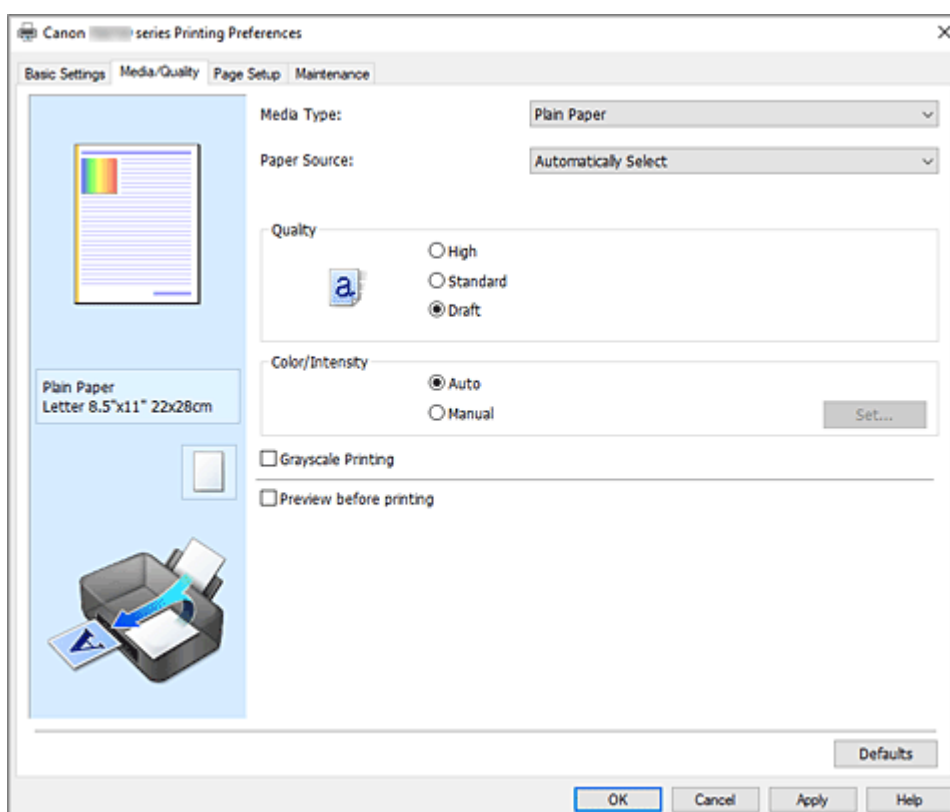 Canon series Printing Preferences
Basic Settings Media/Quality Page Setup Maintenance
Media Type: Plain Paper
Paper Source: Automatically Select
Quality
High
a Standard
Draft
Color/Intensity
Auto
Manual Set...
Plain Paper
Letter 8.5"x11" 22x28cm
Grayscale Printing
Preview before printing
A
Defaults
OK Cancel Apply Help